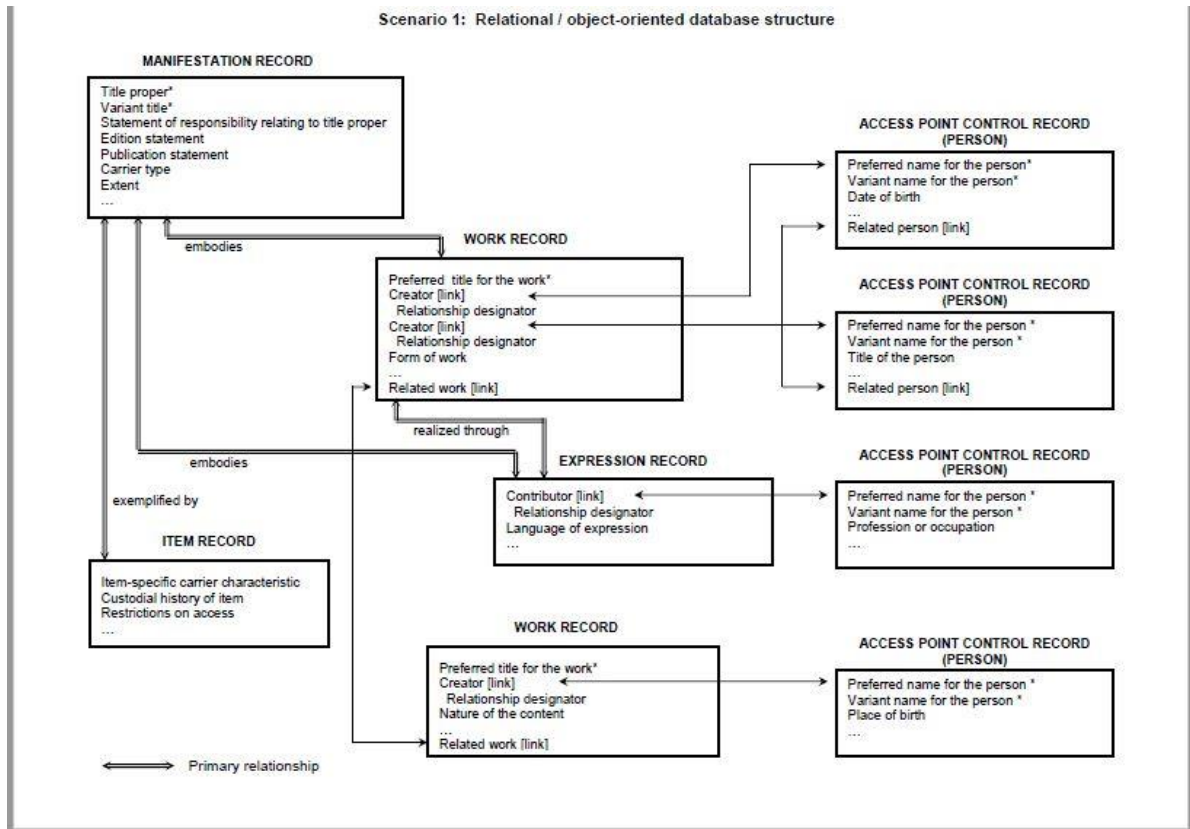 Scenario 1: Relational / object-oriented database structure
MANIFESTATION RECORD
Title proper*
Variant title*
Statement of responsibility relating to title proper
Edition statement
Publication statement
Carrier type
Extent
...
embodies
WORK RECORD
Preferred title for the work*
Creator [link]
Relationship designator
Creator [link]
Relationship designator
Form of work
...
Related work [link]
realized through
embodies
exemplified by
EXPRESSION RECORD
Contributor [link]
Relationship designator
Language of expression
...
ITEM RECORD
Item-specific carrier characteristic
Custodial history of item
Restrictions on access
...
WORK RECORD
Preferred title for the work*
Creator [link]
Relationship designator
Nature of the content
...
Related work [link]
ACCESS POINT CONTROL RECORD
(PERSON)
Preferred name for the person*
Variant name for the person*
Date of birth
...
Related person [link]
ACCESS POINT CONTROL RECORD
(PERSON)
Preferred name for the person *
Variant name for the person *
Title of the person
...
Related person [link]
ACCESS POINT CONTROL RECORD
(PERSON)
Preferred name for the person *
Variant name for the person *
Profession or occupation
...
ACCESS POINT CONTROL RECORD
(PERSON)
Preferred name for the person *
Variant name for the person *
Place of birth
...
Primary relationship